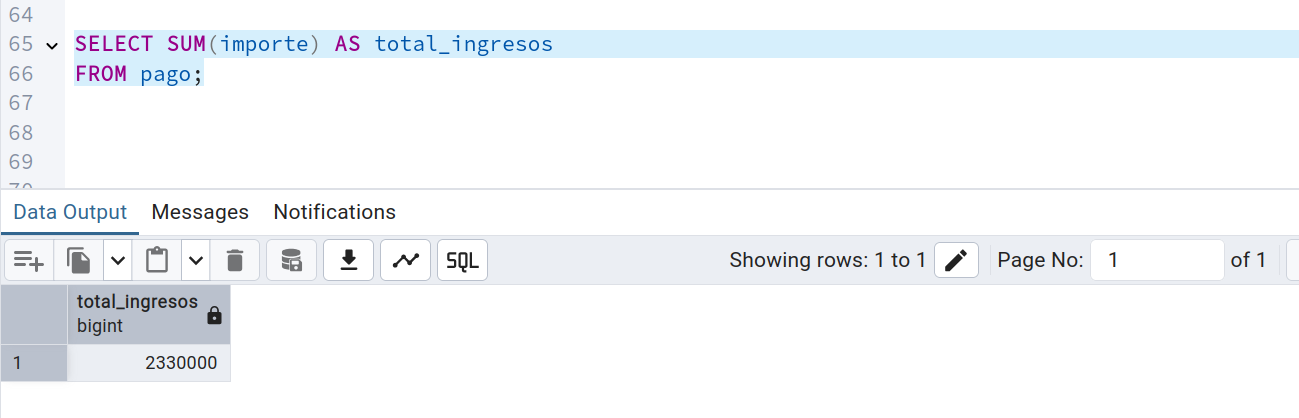 64
65 SELECT SUM(importe) AS total_ingresos
66 FROM pago;
67
68
69
70
Data Output Messages Notifications
SQL Showing rows: 1 to 1 Page No: 1 of 1
total_ingresos
bigint
1 2330000